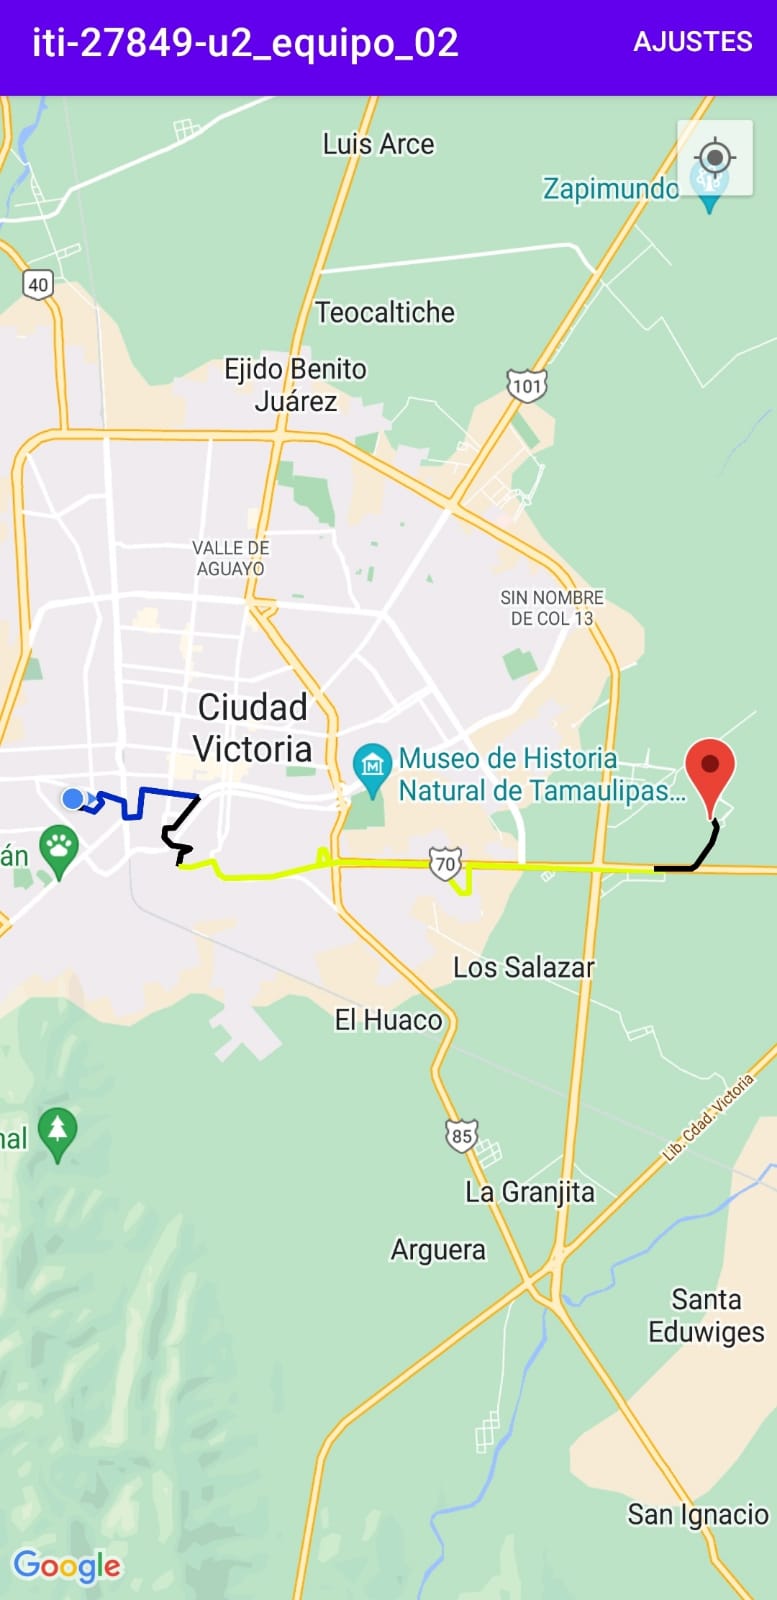 iti-27849-u2_equipo_02
AJUSTES
Luis Arce
Zapimundo
40
Teocaltiche
Ejido Benito
Juárez
101
VALLE DE
AGUAYO
SIN NOMBRE
DE COL 13
Ciudad
Victoria
Museo de Historia
Natural de Tamaulipas...
M
án
70
Los Salazar
El Huaco
Lib. Cdad. Victoria
nal
85
La Granjita
Arguera
Santa
Eduwiges
San Ignacio
Google